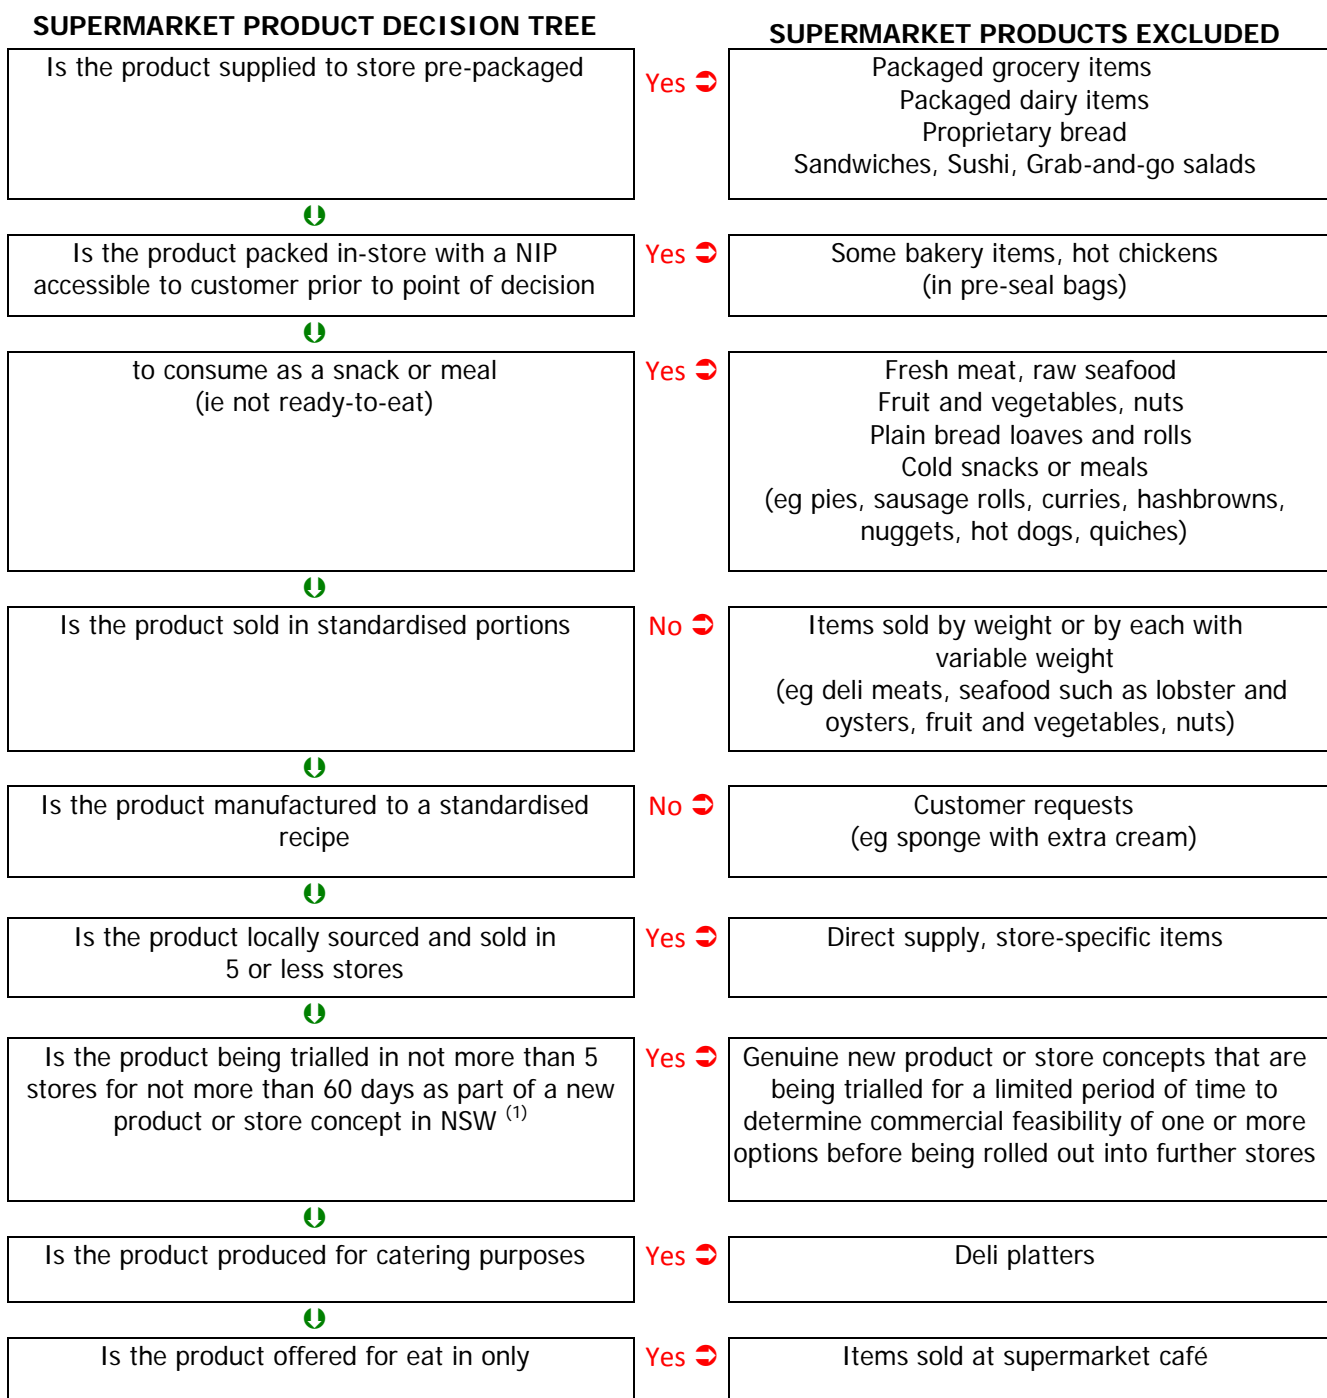 SUPERMARKET PRODUCT DECISION TREE
SUPERMARKET PRODUCTS EXCLUDED
Is the product supplied to store pre-packaged
Yes
Packaged grocery items
Packaged dairy items
Proprietary bread
Sandwiches, Sushi, Grab-and-go salads
Is the product packed in-store with a NIP
accessible to customer prior to point of decision
Yes
Some bakery items, hot chickens
(in pre-seal bags)
to consume as a snack or meal
(ie not ready-to-eat)
Yes
Fresh meat, raw seafood
Fruit and vegetables, nuts
Plain bread loaves and rolls
Cold snacks or meals
(eg pies, sausage rolls, curries, hashbrowns,
nuggets, hot dogs, quiches)
Is the product sold in standardised portions
No
Items sold by weight or by each with
variable weight
(eg deli meats, seafood such as lobster and
oysters, fruit and vegetables, nuts)
Is the product manufactured to a standardised
recipe
No
Customer requests
(eg sponge with extra cream)
Is the product locally sourced and sold in
5 or less stores
Yes
Direct supply, store-specific items
Is the product being trialled in not more than 5
stores for not more than 60 days as part of a new
product or store concept in NSW (1)
Yes
Genuine new product or store concepts that are
being trialled for a limited period of time to
determine commercial feasibility of one or more
options before being rolled out into further stores
Is the product produced for catering purposes
Yes
Deli platters
Is the product offered for eat in only
Yes
Items sold at supermarket café